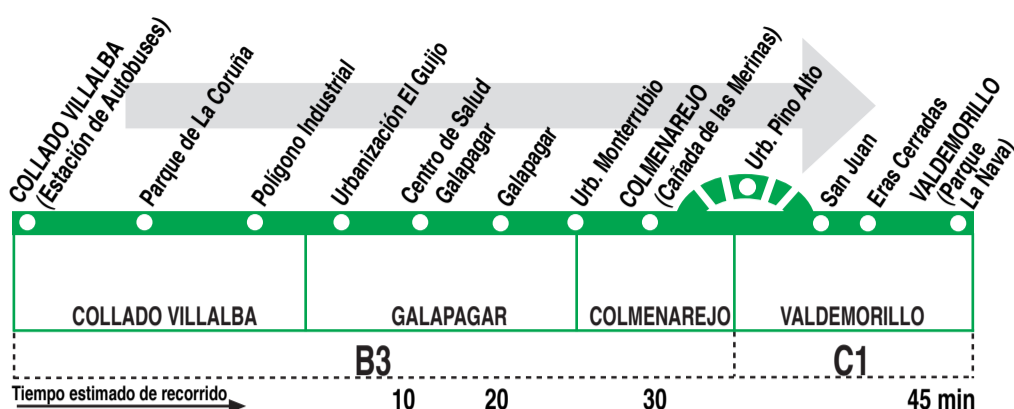 COLLADO VILLALBA
(Estación de Autobuses)
Parque de La Coruña
Polígono Industrial
Urbanización El Guijo
Centro de Salud
Galapagar
Galapagar
Urb. Monterrubio
COLMENAREJO
(Cañada de las Merinas)
Urb. Pino Alto
San Juan
Eras Cerradas
VALDEMORILLO
(Parque
La Nava)
COLLADO VILLALBA
GALAPAGAR
COLMENAREJO
VALDEMORILLO
B3
C1
Tiempo estimado de recorrido
10
20
30
45 min